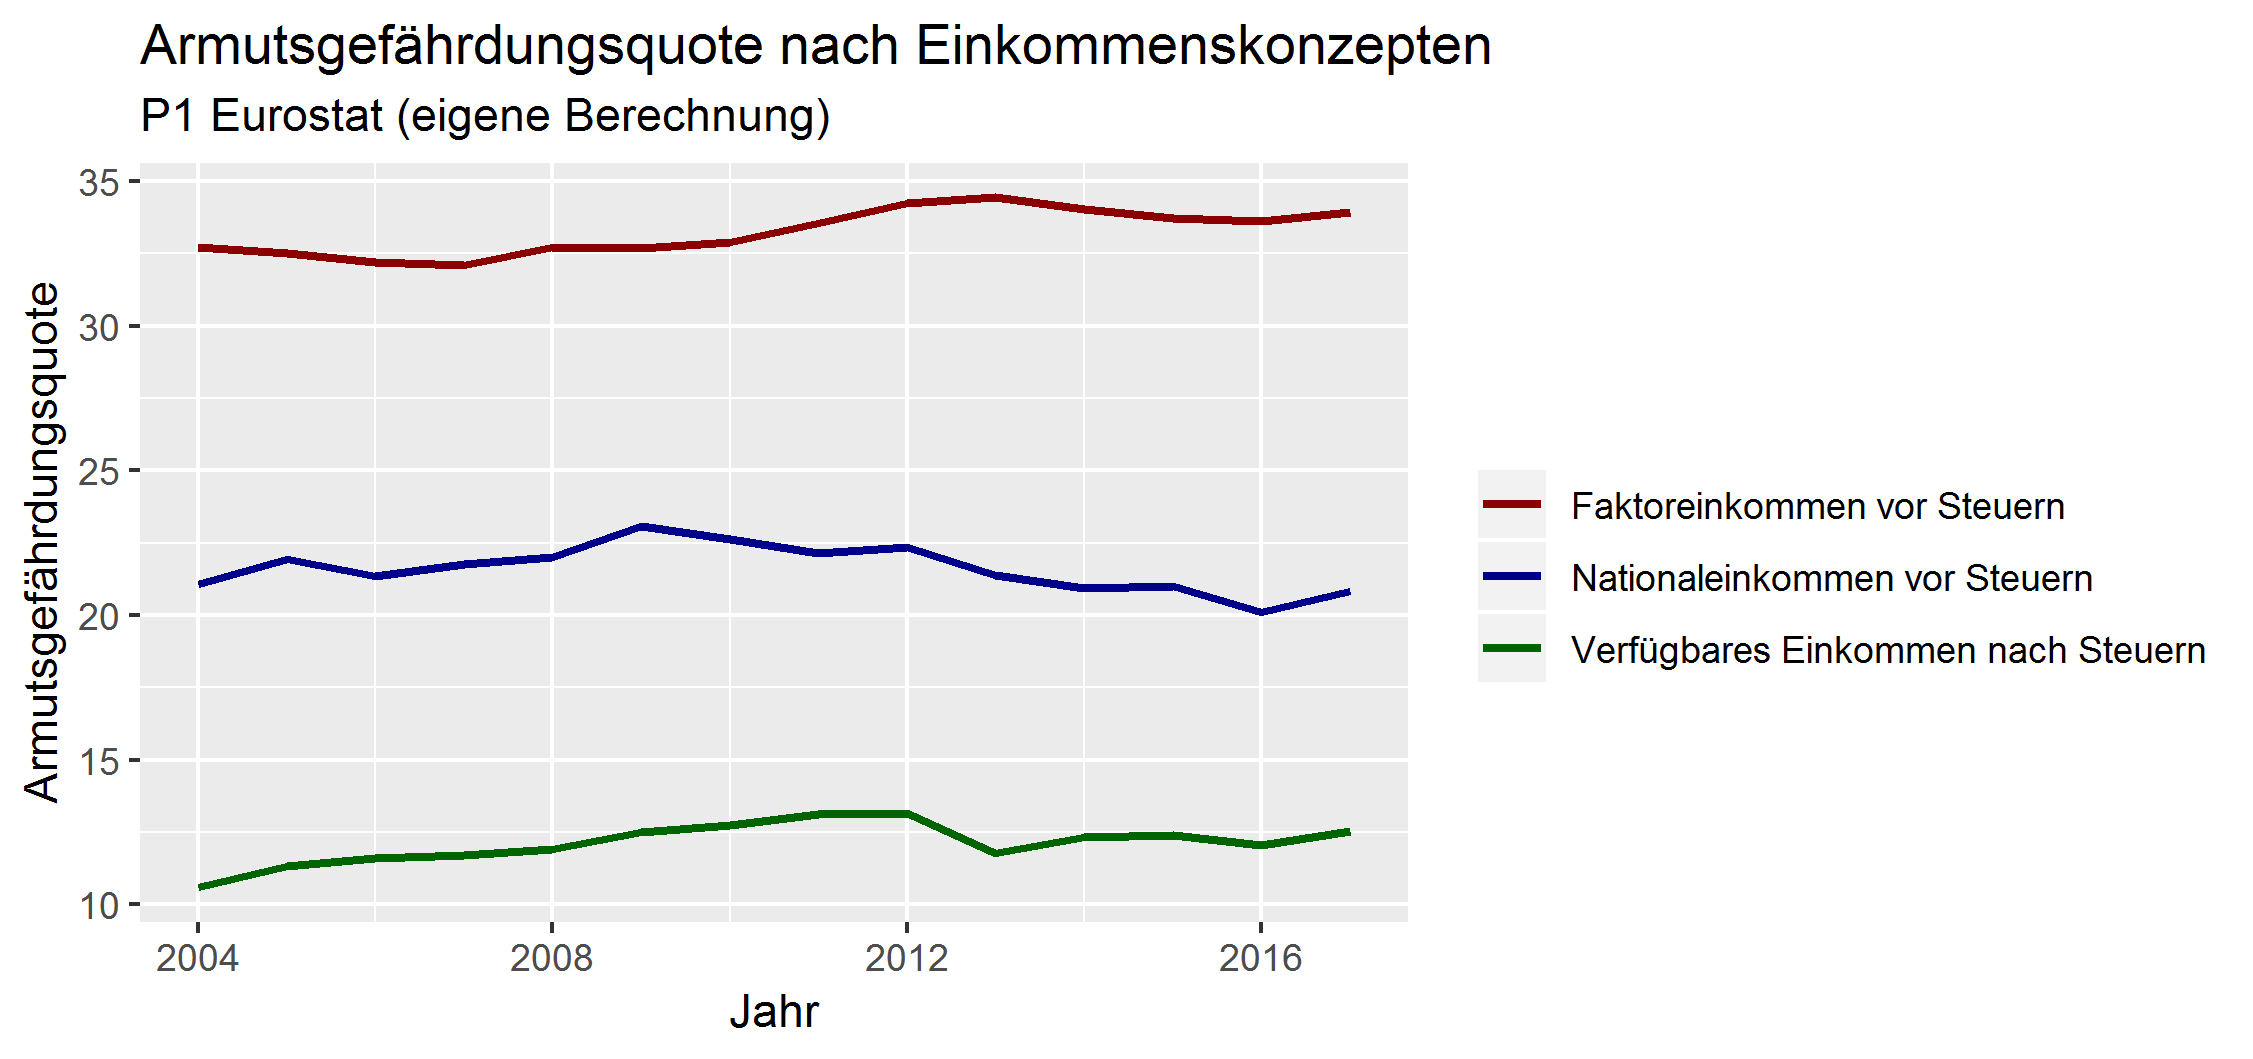 Armutsgefährdungsquote nach Einkommenskonzepten
P1 Eurostat (eigene Berechnung)
Armutsgefährdungsquote
35
30
25
20
15
10
2004 2008 2012 2016
Jahr
Faktoreinkommen vor Steuern
Nationaleinkommen vor Steuern
Verfügbares Einkommen nach Steuern